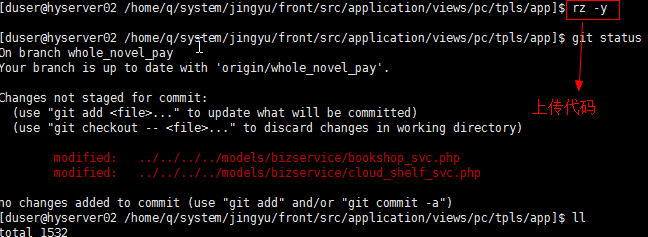 [duser@hyserver02 /home/q/system/jingyu/front/src/application/views/pc/tpls/app]$ rz -y
[duser@hyserver02 /home/q/system/jingyu/front/src/application/views/pc/tpls/app]$ git status
On branch whole_novel_pay
Your branch is up to date with 'origin/whole_novel_pay'.
Changes not staged for commit:
(use "git add <file>..." to update what will be committed)
(use "git checkout -- <file>..." to discard changes in working directory)
上传代码
modified: ../../../../models/bizservice/bookshop_svc.php
modified: ../../../../models/bizservice/cloud_shelf_svc.php
no changes added to commit (use "git add" and/or "git commit -a")
[duser@hyserver02 /home/q/system/jingyu/front/src/application/views/pc/tpls/app]$ ll
total 1532